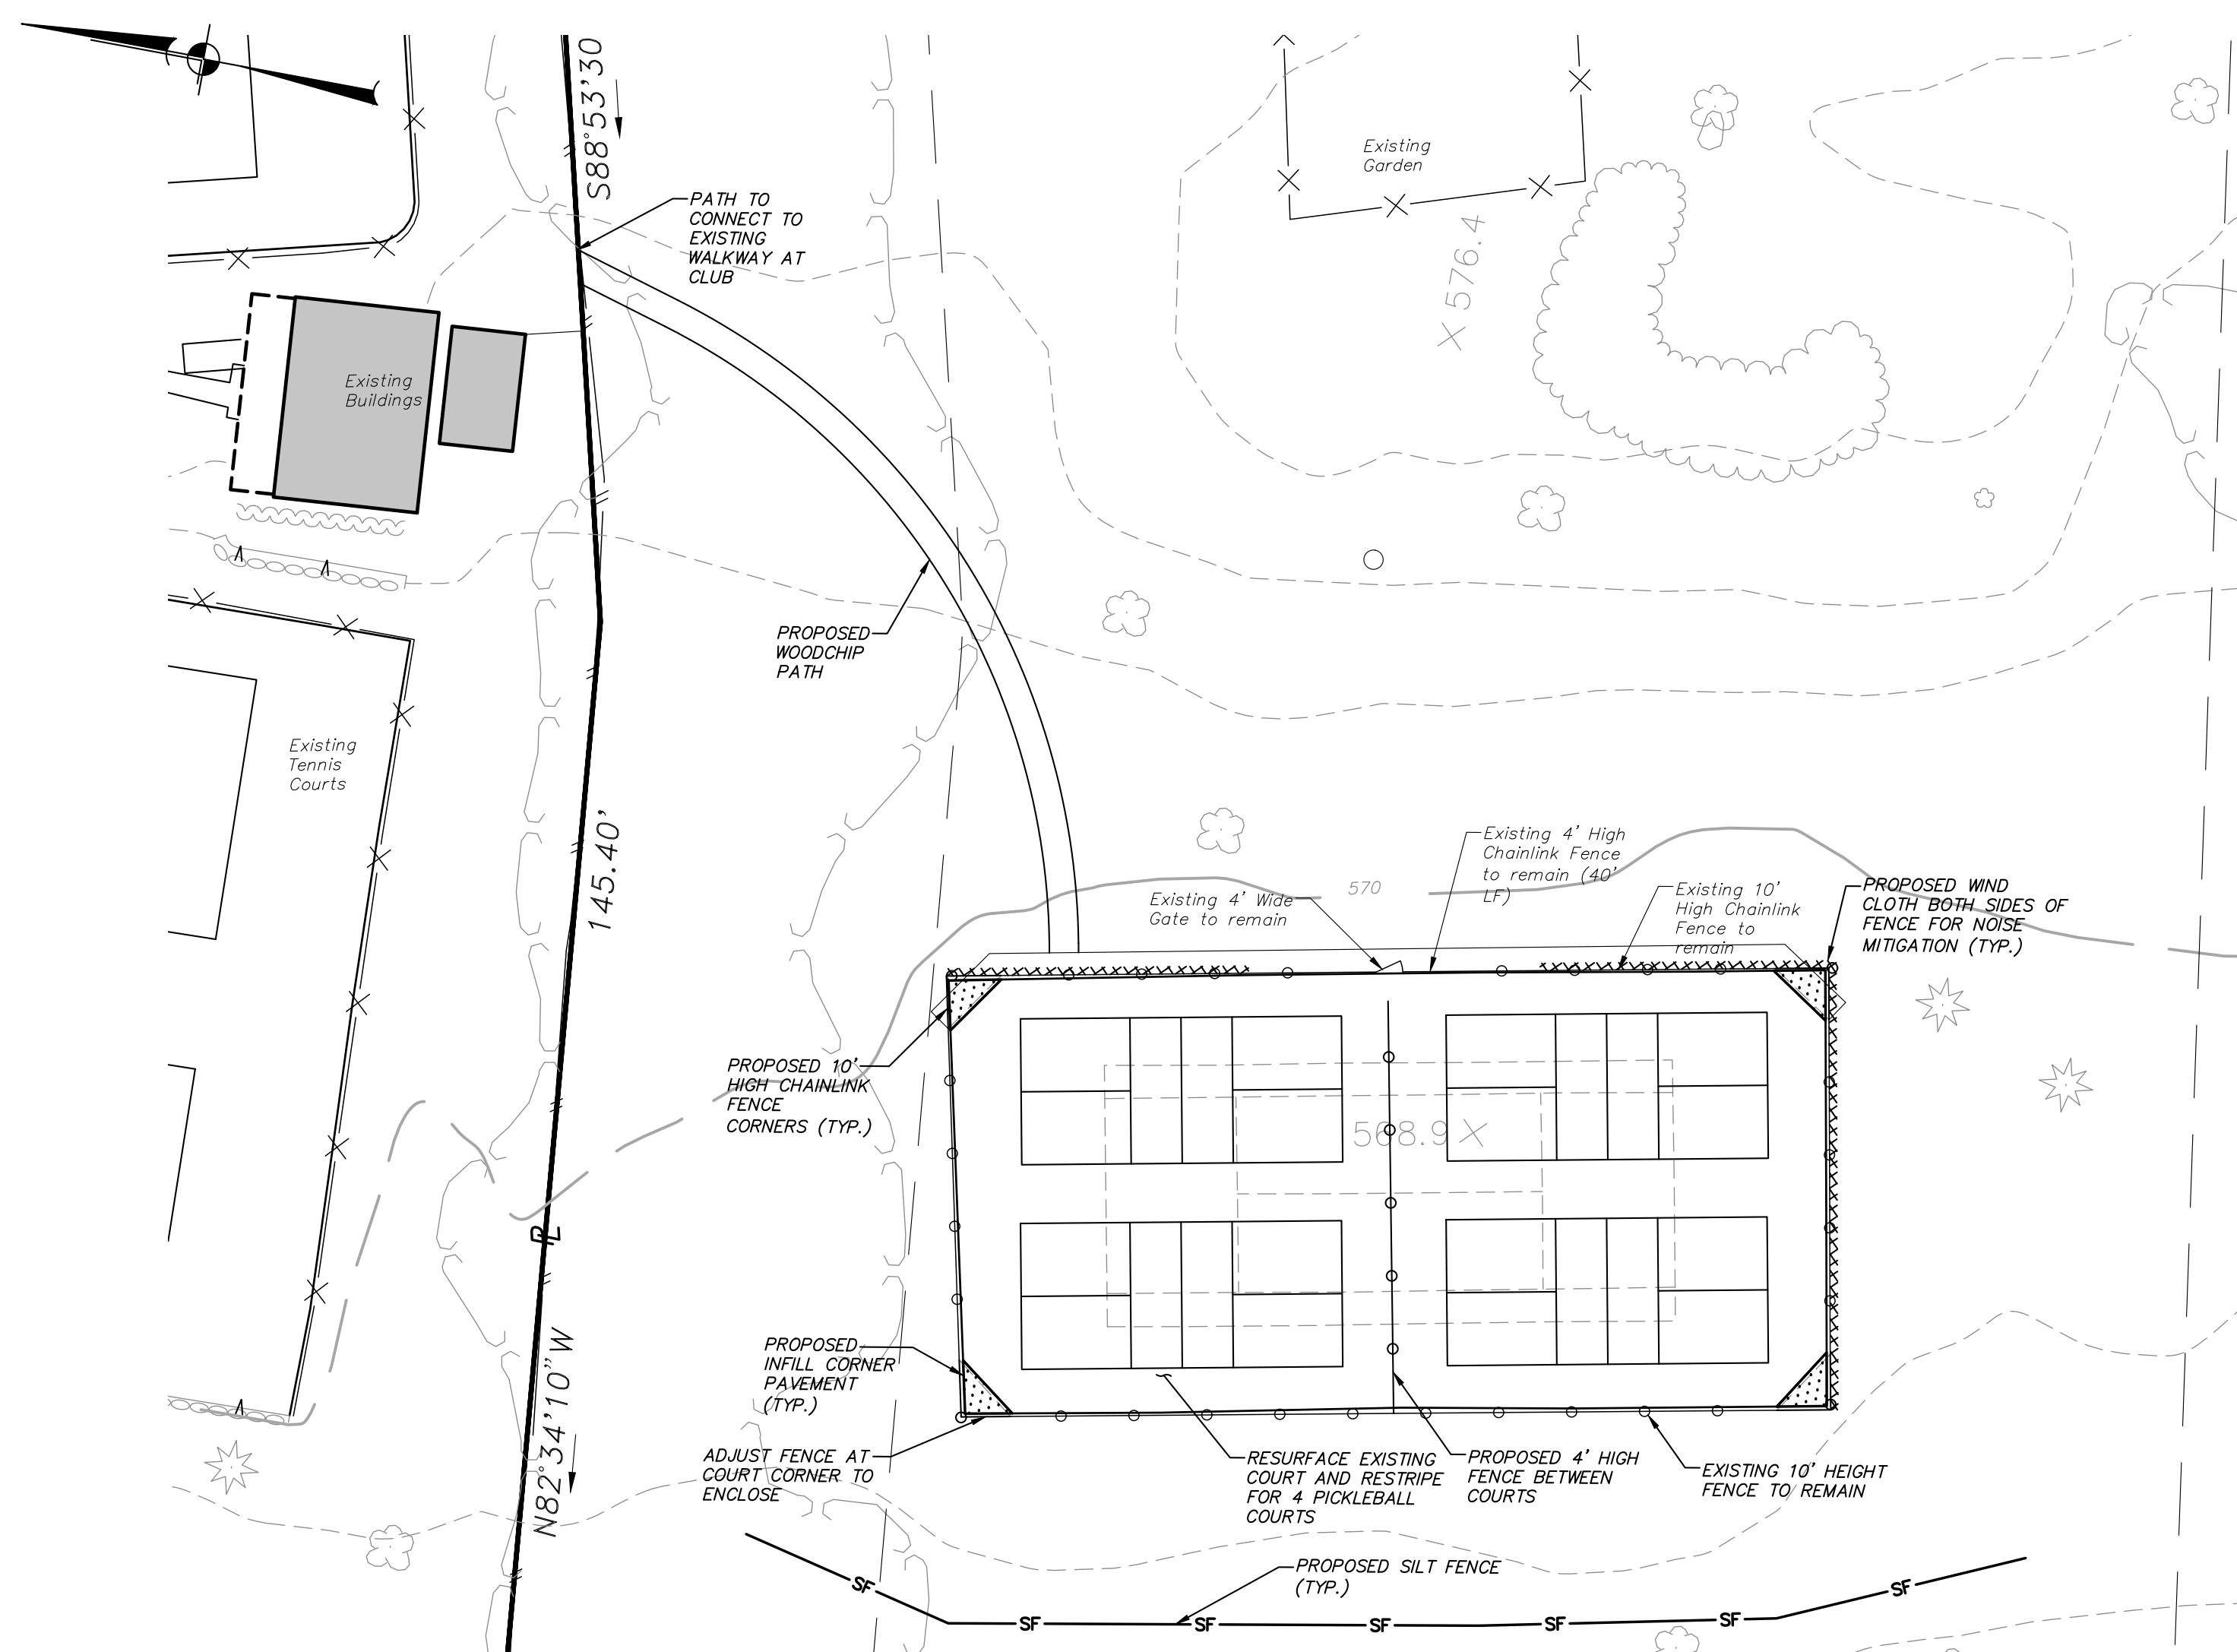 S88°53'30
PATH TO
CONNECT TO
EXISTING
WALKWAY AT
CLUB
Existing
Garden
X 576.4
Existing
Buildings
PROPOSED
WOODCHIP
PATH
Existing
Tennis
Courts
145.40'
Existing 4' High
Chainlink Fence
to remain (40'
LF)
570
Existing 4' Wide
Gate to remain
Existing 10'
High Chainlink
Fence to
remain
PROPOSED WIND
CLOTH BOTH SIDES OF
FENCE FOR NOISE
MITIGATION (TYP.)
PROPOSED 10'
HIGH CHAINLINK
FENCE
CORNERS (TYP.)
568.9 X
PL
PROPOSED
INFILL CORNER
PAVEMENT
(TYP.)
N82°34'10"W
ADJUST FENCE AT
COURT CORNER TO
ENCLOSE
RESURFACE EXISTING
COURT AND RESTRIPE
FOR 4 PICKLEBALL
COURTS
PROPOSED 4' HIGH
FENCE BETWEEN
COURTS
EXISTING 10' HEIGHT
FENCE TO REMAIN
PROPOSED SILT FENCE
(TYP.)
SF SF SF SF SF SF SF